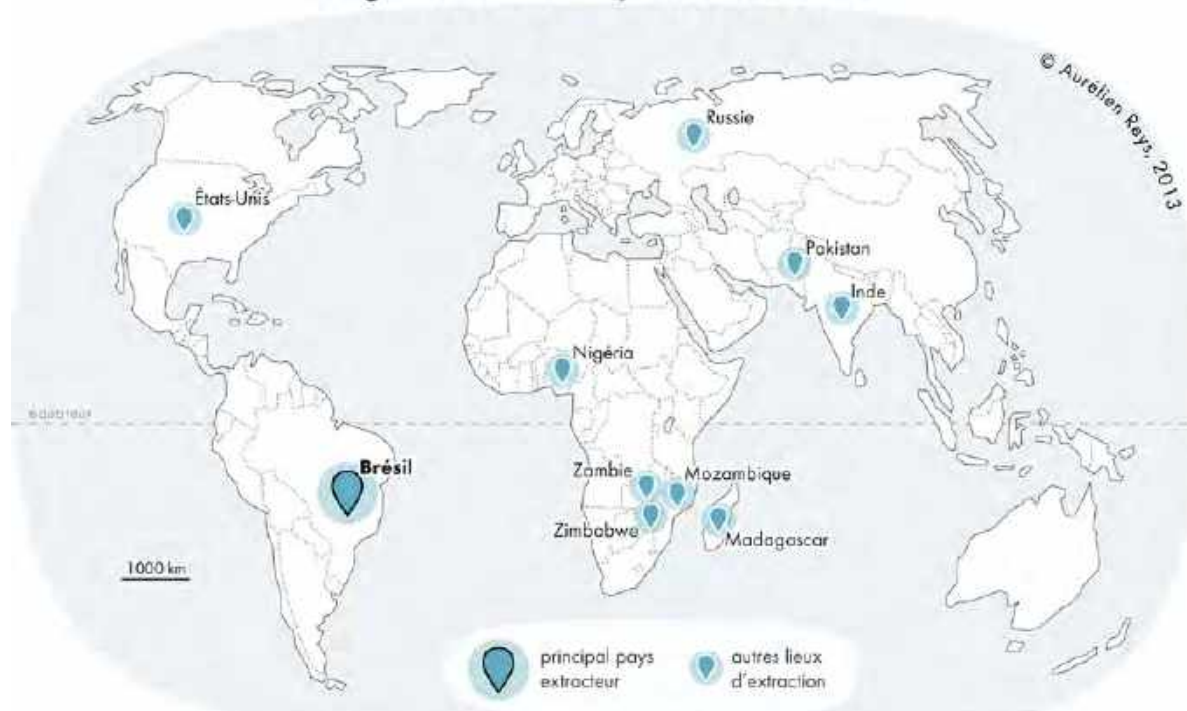 © Aurélien Reys, 2013
Russie
États-Unis
Pakistan
Inde
Nigéria
équateur
Brésil
Zambie
Mozambique
Zimbabwe
Madagascar
1000 km
principal pays
extracteur
autres lieux
d'extraction